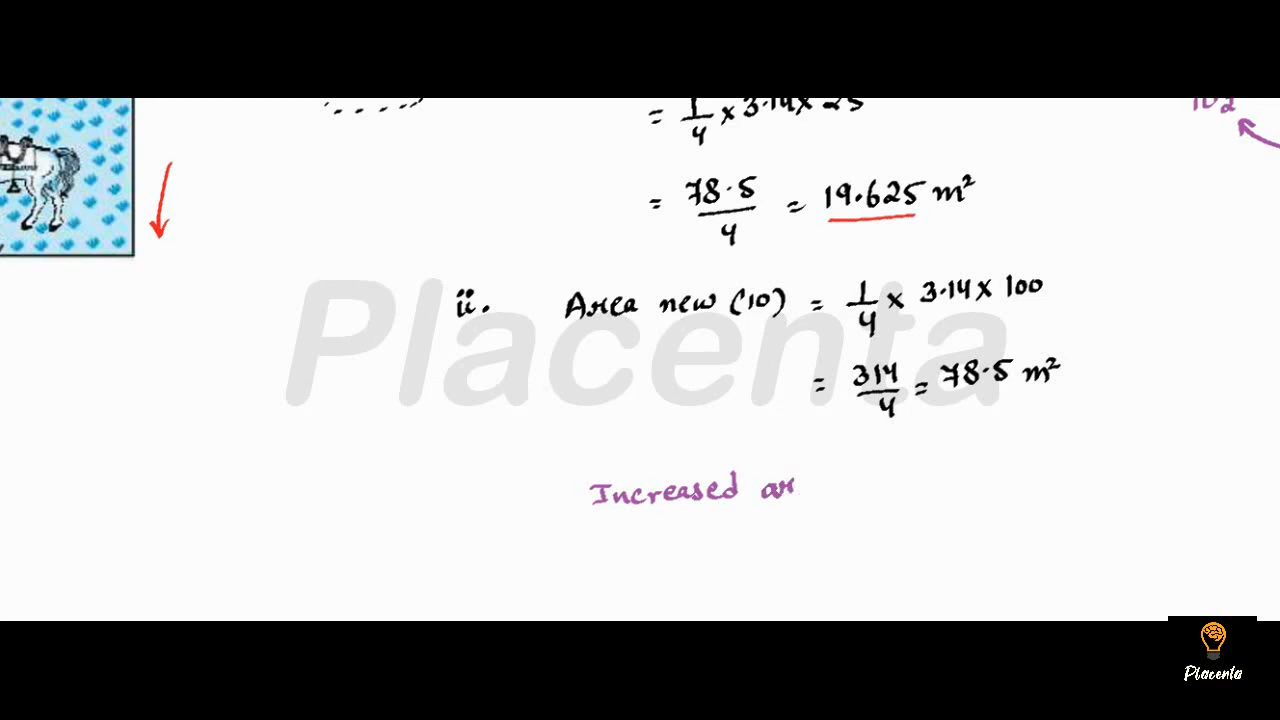 = 1/4 × 3.14 × 25
= 78.5/4 = 19.625 m²
ii. Area new (10) = 1/4 × 3.14 × 100
= 314/4 = 78.5 m²
Increased ar
Placenta
Placenta